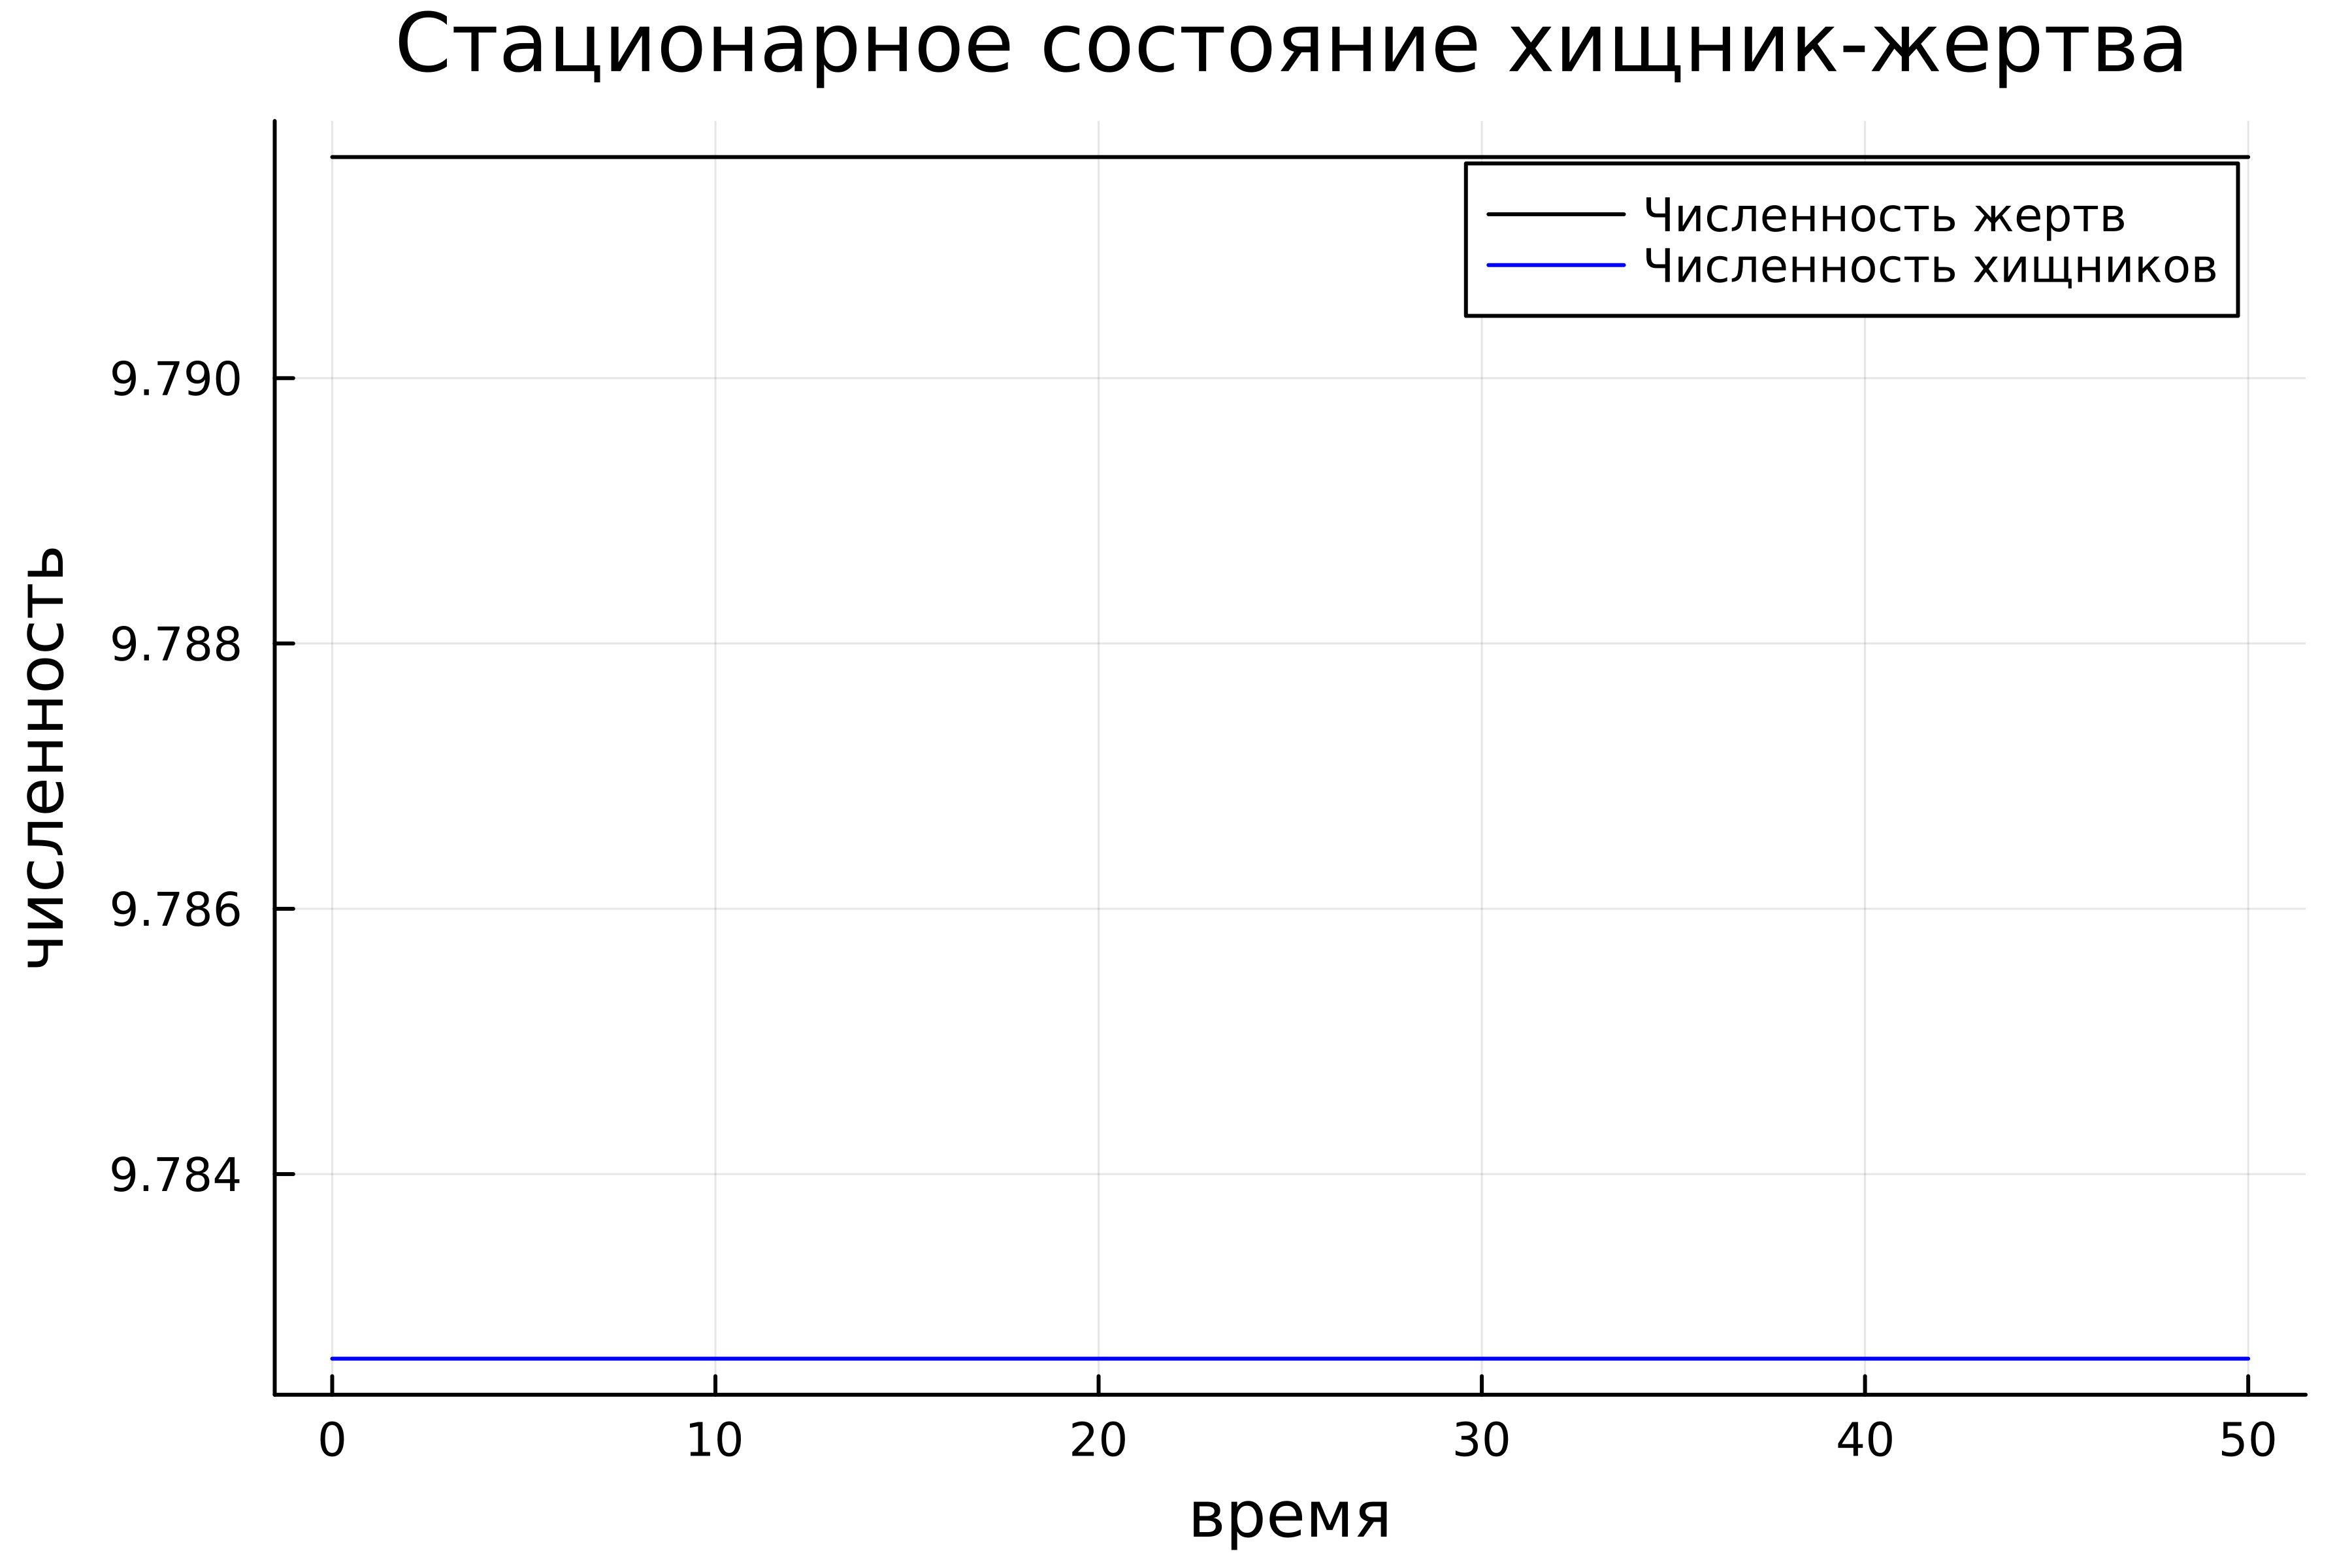 Стационарное состояние хищник-жертва
Численность жертв
Численность хищников
9.790
9.788
9.786
9.784
численность
0 10 20 30 40 50
время